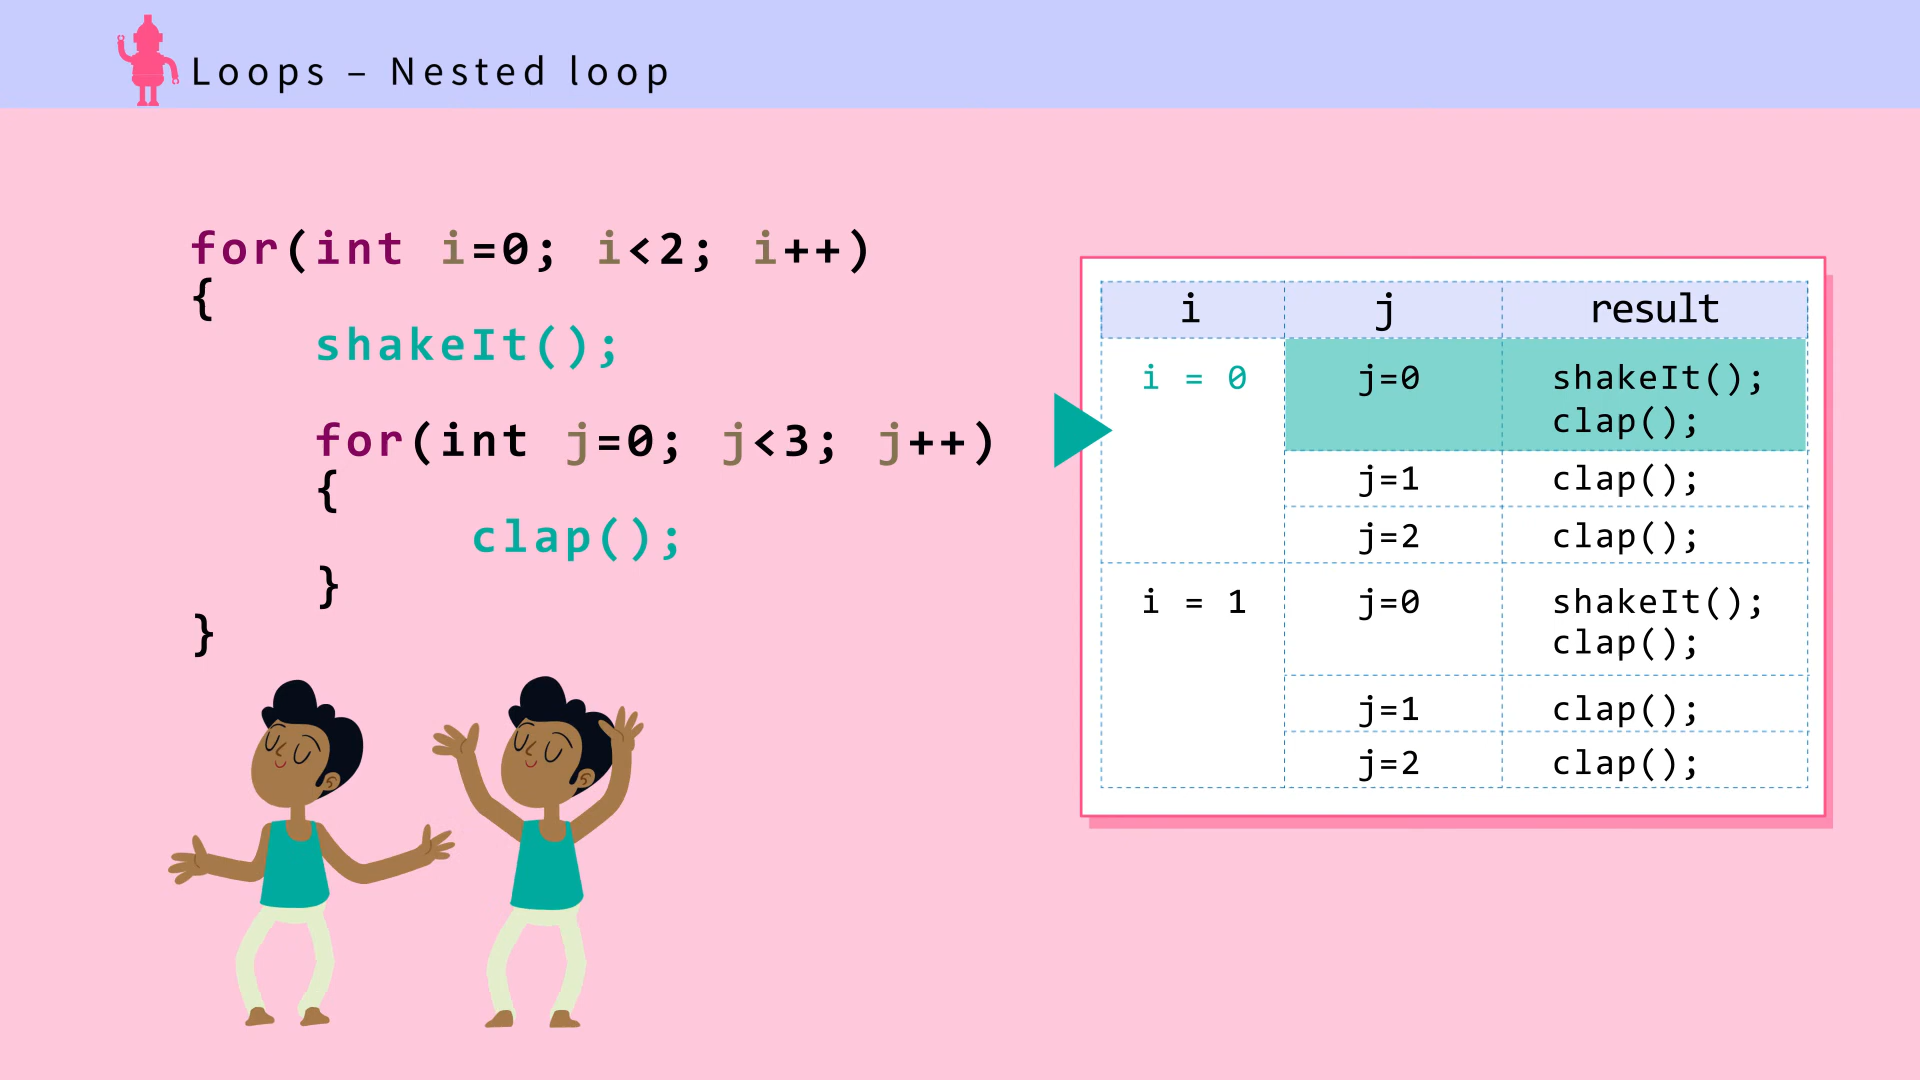 Loops – Nested loop
for(int i=0; i<2; i++)
{
shakeIt();
for(int j=0; j<3; j++)
{
clap();
}
}
i j result
i = 0 j=0 shakeIt();
clap();
j=1 clap();
j=2 clap();
i = 1 j=0 shakeIt();
clap();
j=1 clap();
j=2 clap();